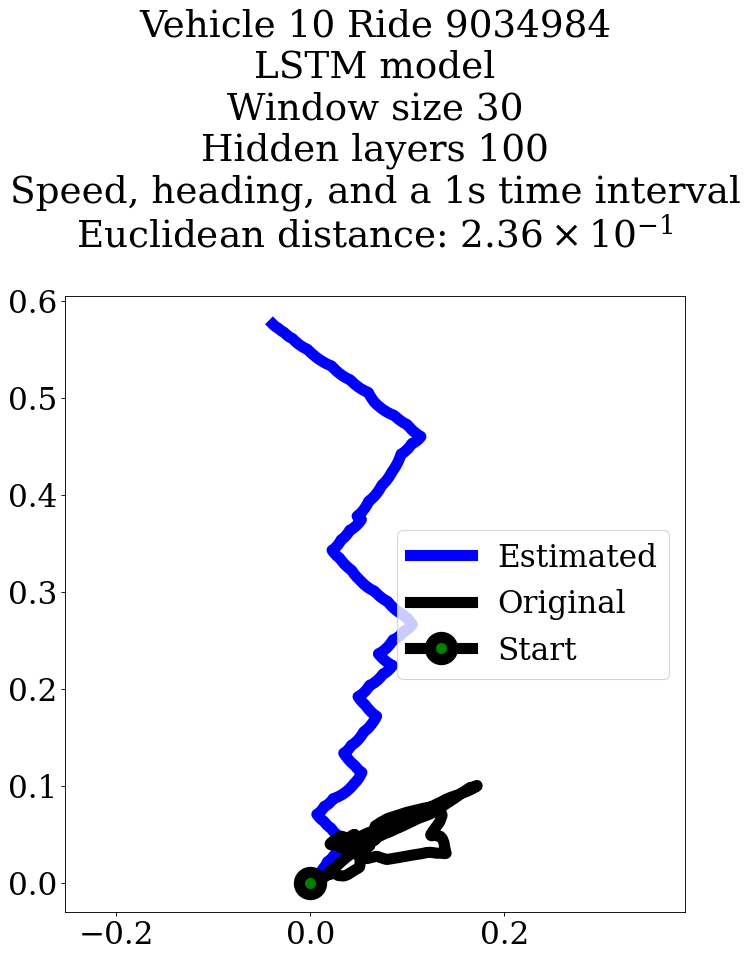 Vehicle 10 Ride 9034984
LSTM model
Window size 30
Hidden layers 100
Speed, heading, and a 1s time interval
Euclidean distance: 2.36 × 10⁻¹
0.6
0.5
0.4
0.3
0.2
0.1
0.0
Estimated
Original
Start
−0.2
0.0
0.2